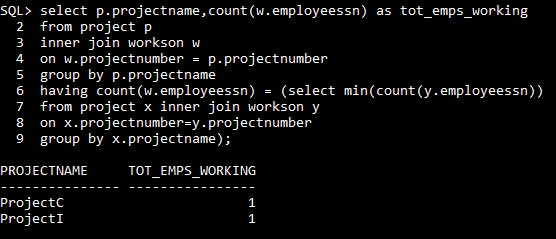 SQL> select p.projectname,count(w.employeessn) as tot_emps_working
2 from project p
3 inner join workson w
4 on w.projectnumber = p.projectnumber
5 group by p.projectname
6 having count(w.employeessn) = (select min(count(y.employeessn))
7 from project x inner join workson y
8 on x.projectnumber=y.projectnumber
9 group by x.projectname);
PROJECTNAME TOT_EMPS_WORKING
--------------- ----------------
ProjectC 1
ProjectI 1